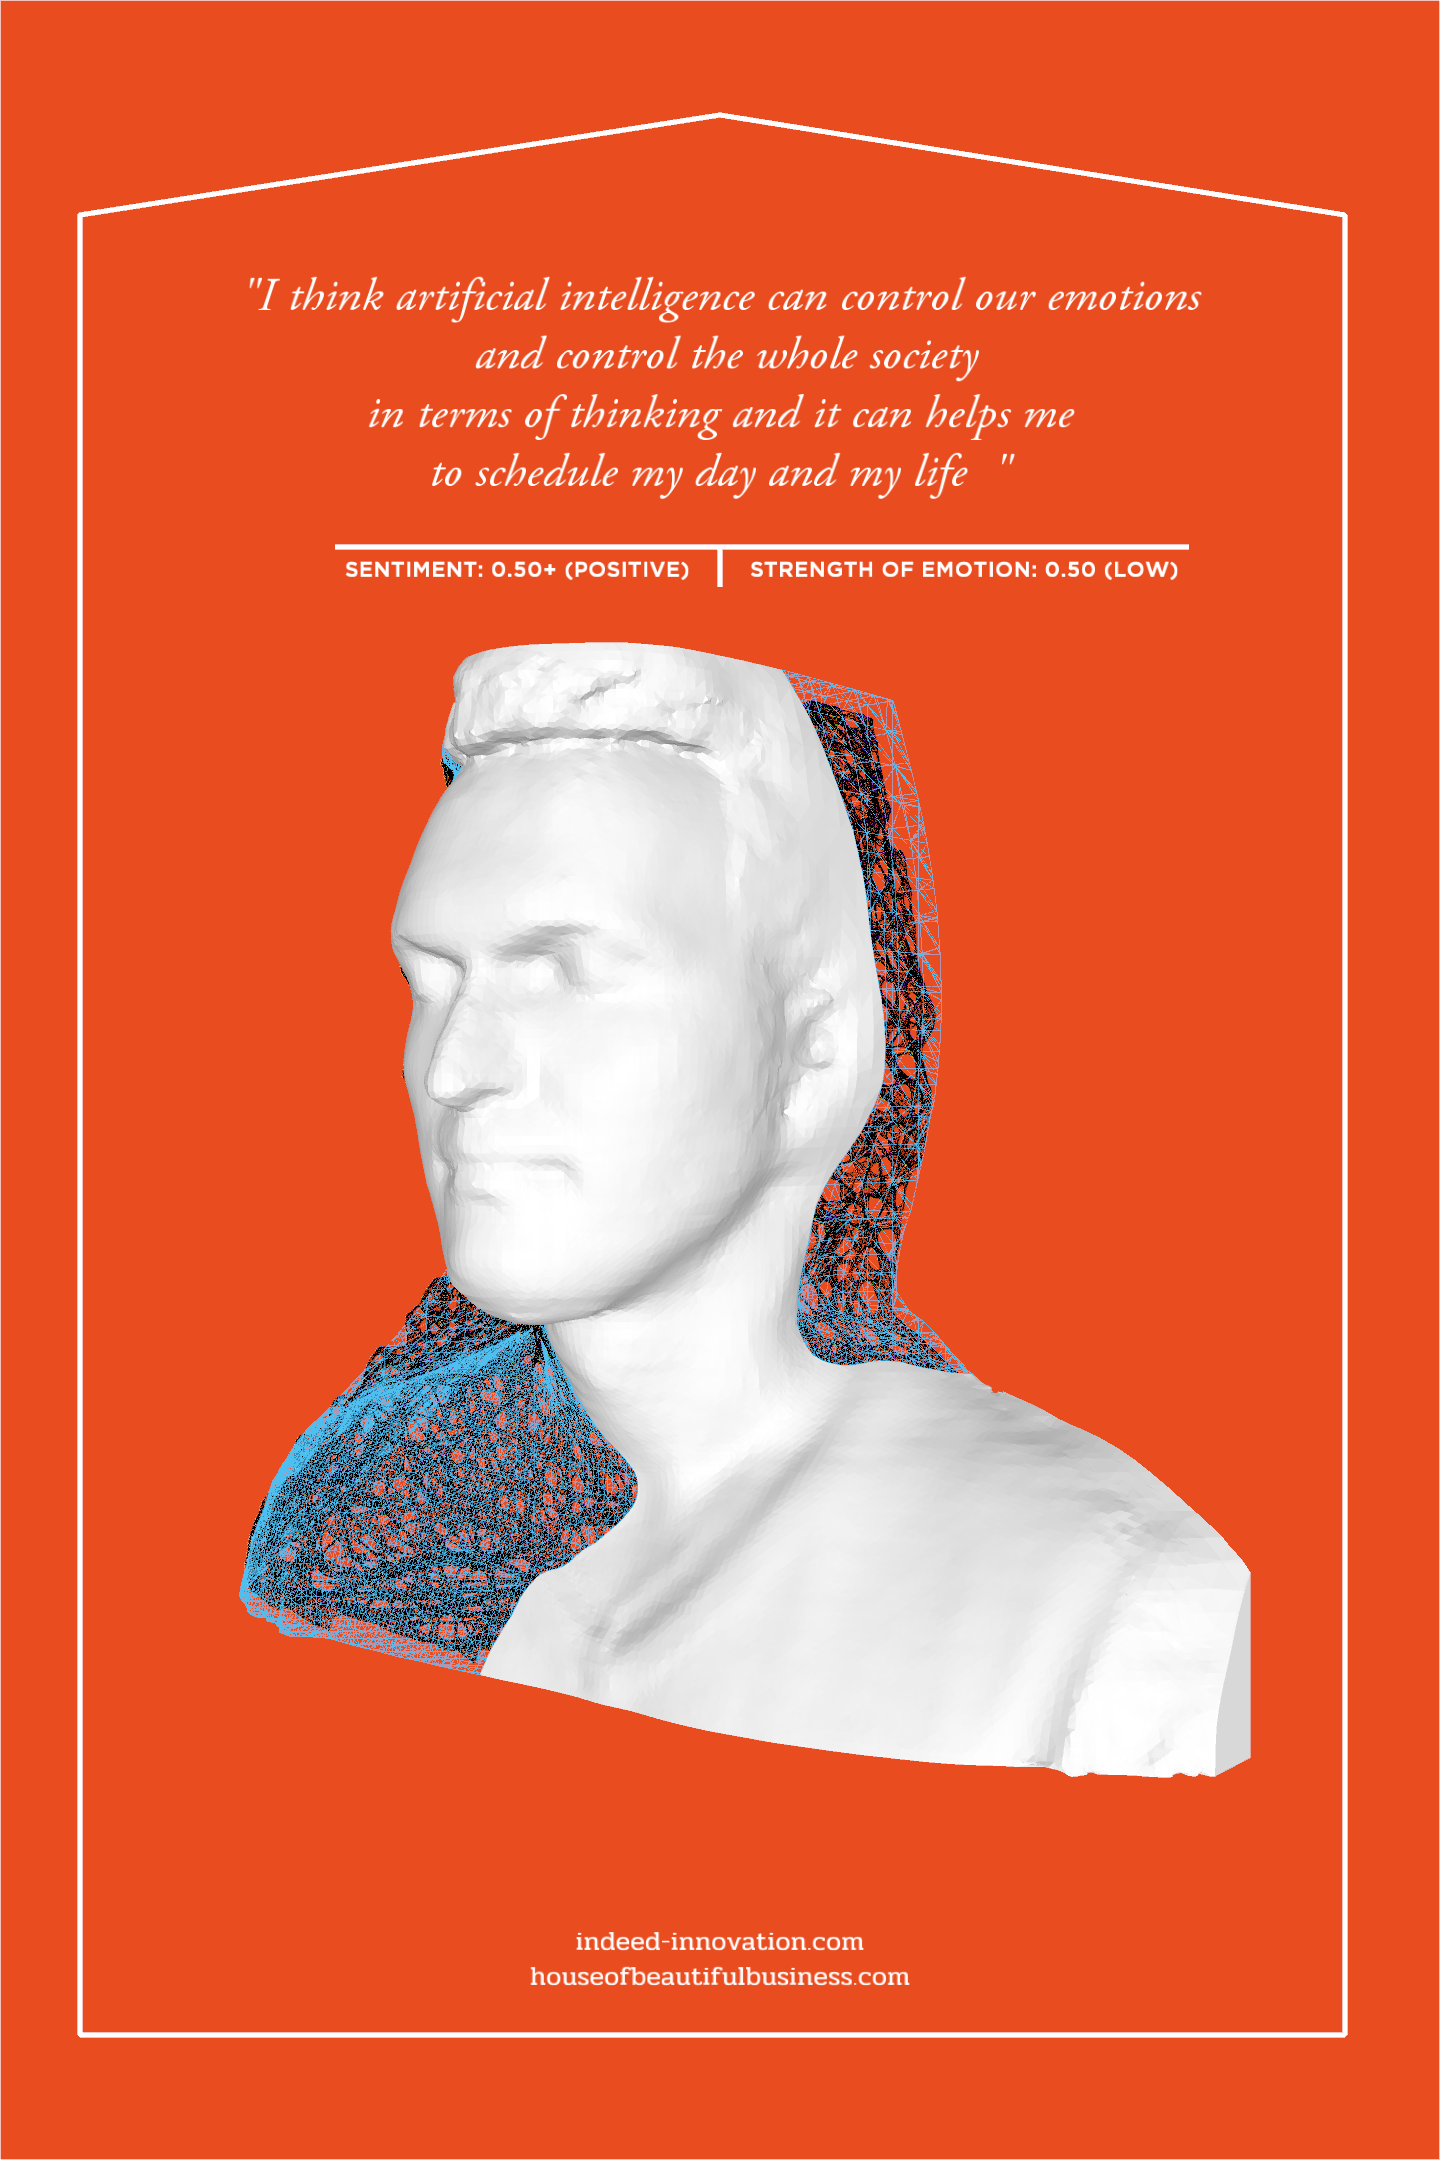 "I think artificial intelligence can control our emotions
and control the whole society
in terms of thinking and it can helps me
to schedule my day and my life "
SENTIMENT: 0.50+ (POSITIVE) | STRENGTH OF EMOTION: 0.50 (LOW)
indeed-innovation.com
houseofbeautifulbusiness.com